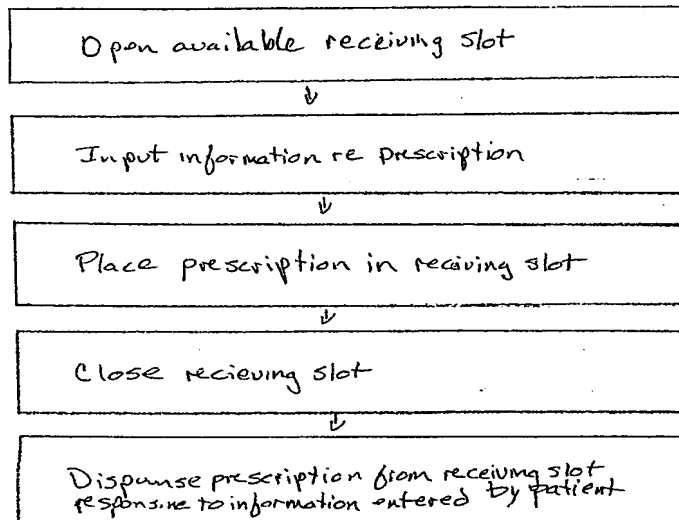 Open available receiving slot
Input information re prescription
Place prescription in receiving slot
Close recieving slot
Dispunse prescription from receiving slot
responsive to information entered by patient